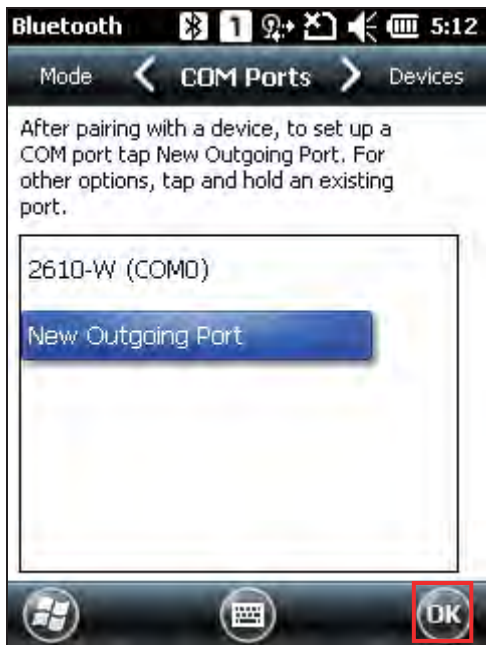 Bluetooth 1 5:12
Mode COM Ports Devices
After pairing with a device, to set up a
COM port tap New Outgoing Port. For
other options, tap and hold an existing
port.
2610-W (COM0)
New Outgoing Port
OK